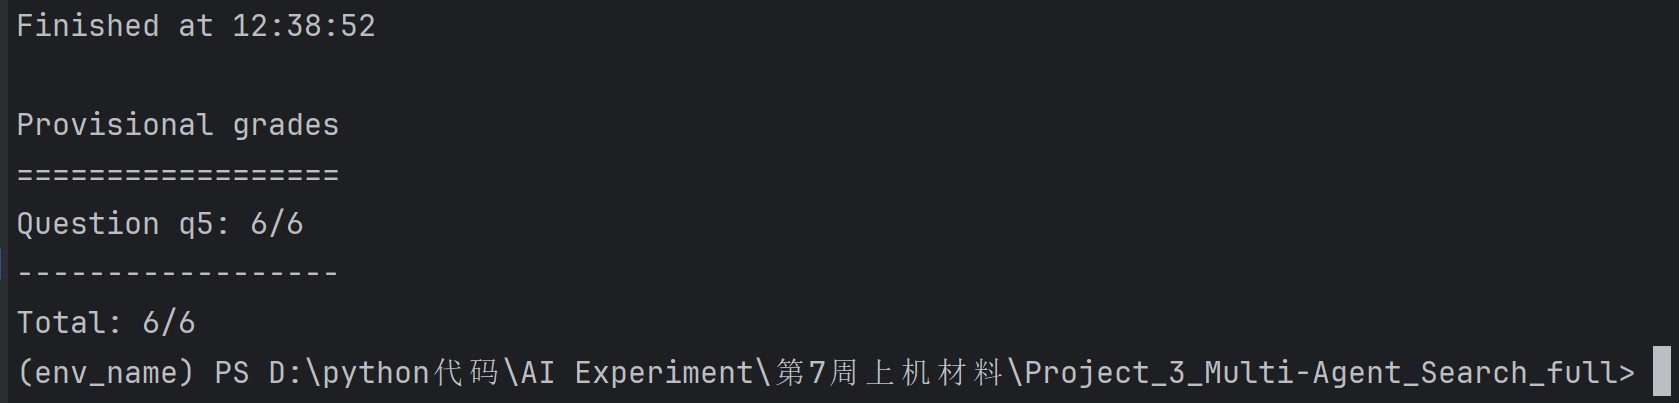 Finished at 12:38:52
Provisional grades
==================
Question q5: 6/6
------------------
Total: 6/6
(env_name) PS D:\python代码\AI Experiment\第7周上机材料\Project_3_Multi-Agent_Search_full>